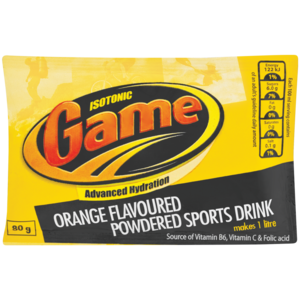 ISOTONIC
Game
Advanced Hydration
ORANGE FLAVOURED
POWDERED SPORTS DRINK
makes 1 litre
Source of Vitamin B6, Vitamin C & Folic acid
80 g
Energy